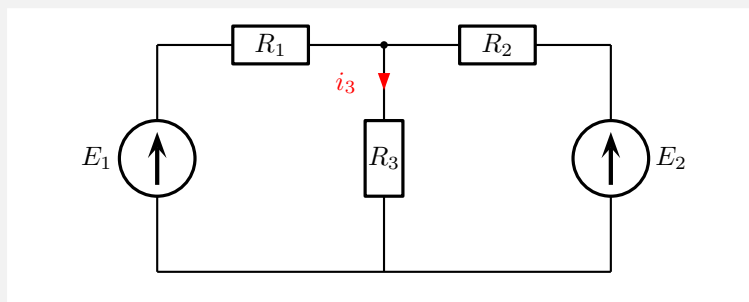 R₁ R₂
i₃
E₁ R₃ E₂